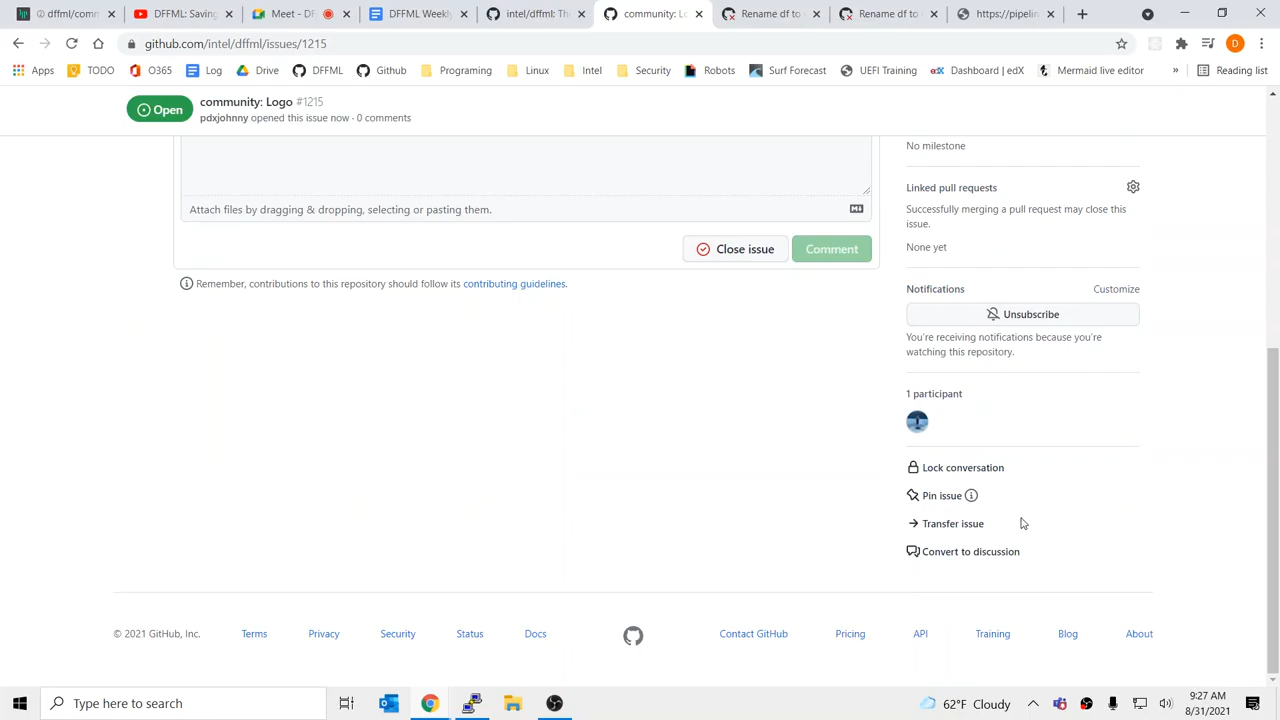 ① dffml/comm
DFFML: Saving
Meet - DF
DFFML Weekl
intel/dffml: Th
community: Lo
Rename df to
Rename df to
https://pipelin
github.com/intel/dffml/issues/1215
D
Apps
TODO
O365
Log
Drive
DFFML
Github
Programing
Linux
Intel
Security
Robots
Surf Forecast
UEFI Training
edX
Dashboard | edX
Mermaid live editor
»
Reading list
Open
community: Logo #1215
pdxjohnny opened this issue now · 0 comments
No milestone
Linked pull requests
Successfully merging a pull request may close this
issue.
None yet
Attach files by dragging & dropping, selecting or pasting them.
Close issue
Comment
Remember, contributions to this repository should follow its contributing guidelines.
Notifications
Customize
Unsubscribe
You're receiving notifications because you're
watching this repository.
1 participant
Lock conversation
Pin issue
Transfer issue
Convert to discussion
© 2021 GitHub, Inc.
Terms
Privacy
Security
Status
Docs
Contact GitHub
Pricing
API
Training
Blog
About
Type here to search
62°F Cloudy
9:27 AM
8/31/2021